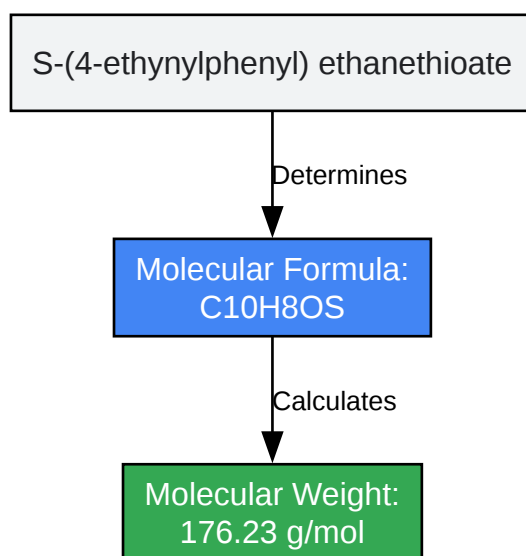 S-(4-ethynylphenyl) ethanethioate
Determines
Molecular Formula:
C10H8OS
Calculates
Molecular Weight:
176.23 g/mol